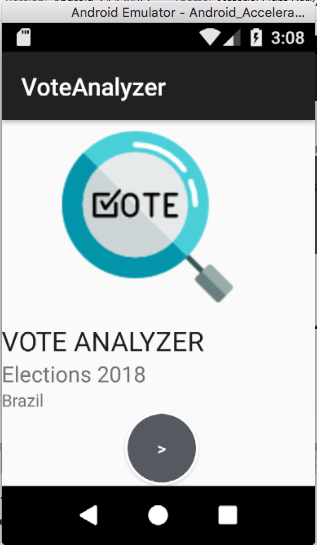 Android Emulator - Android_Accelera...
3:08
VoteAnalyzer
VOTE
VOTE ANALYZER
Elections 2018
Brazil
>